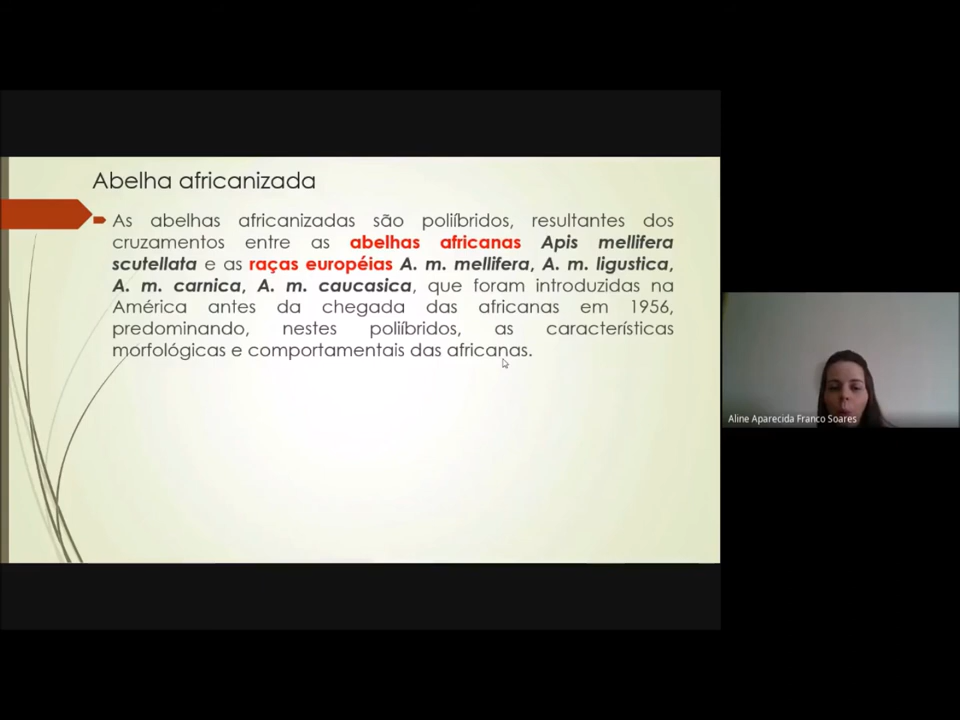 Abelha africanizada
As abelhas africanizadas são poliíbridos, resultantes dos
cruzamentos entre as abelhas africanas Apis mellifera
scutellata e as raças européias A. m. mellifera, A. m. ligustica,
A. m. carnica, A. m. caucasica, que foram introduzidas na
América antes da chegada das africanas em 1956,
predominando, nestes poliíbridos, as características
morfológicas e comportamentais das africanas.
Aline Aparecida Franco Soares